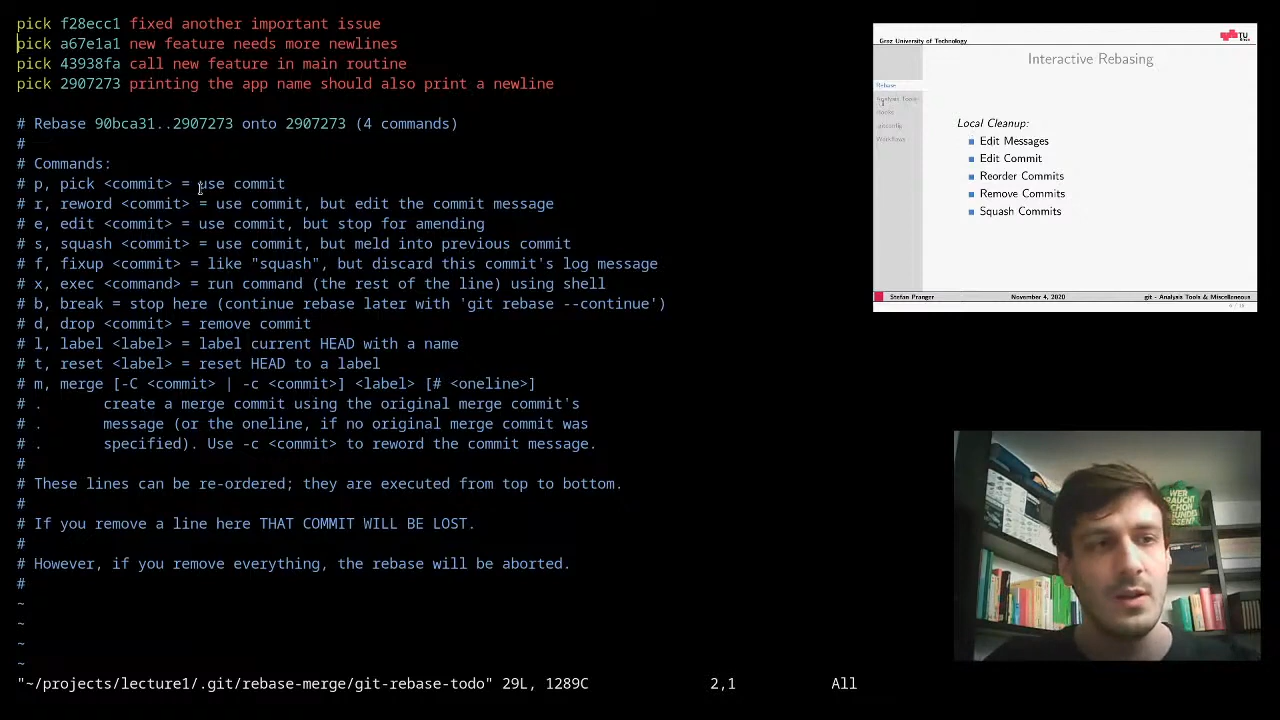 pick f28ecc1 fixed another important issue
pick a67e1a1 new feature needs more newlines
pick 43938fa call new feature in main routine
pick 2907273 printing the app name should also print a newline
# Rebase 90bca31..2907273 onto 2907273 (4 commands)
#
# Commands:
# p, pick <commit> = use commit
# r, reword <commit> = use commit, but edit the commit message
# e, edit <commit> = use commit, but stop for amending
# s, squash <commit> = use commit, but meld into previous commit
# f, fixup <commit> = like "squash", but discard this commit's log message
# x, exec <command> = run command (the rest of the line) using shell
# b, break = stop here (continue rebase later with 'git rebase --continue')
# d, drop <commit> = remove commit
# l, label <label> = label current HEAD with a name
# t, reset <label> = reset HEAD to a label
# m, merge [-C <commit> | -c <commit>] <label> [# <oneline>]
# .       create a merge commit using the original merge commit's
# .       message (or the oneline, if no original merge commit was
# .       specified). Use -c <commit> to reword the commit message.
#
# These lines can be re-ordered; they are executed from top to bottom.
#
# If you remove a line here THAT COMMIT WILL BE LOST.
#
# However, if you remove everything, the rebase will be aborted.
#
~
~
~
~
"~/projects/lecture1/.git/rebase-merge/git-rebase-todo" 29L, 1289C 2,1 All
Graz University of Technology
TU
Interactive Rebasing
Rebase
Analysis Tools
Workflows
Local Cleanup:
Edit Messages
Edit Commit
Reorder Commits
Remove Commits
Squash Commits
Stefan Pranger November 4, 2020 git - Analysis Tools & Miscellaneous
WER
BRAUCHT
SCHON